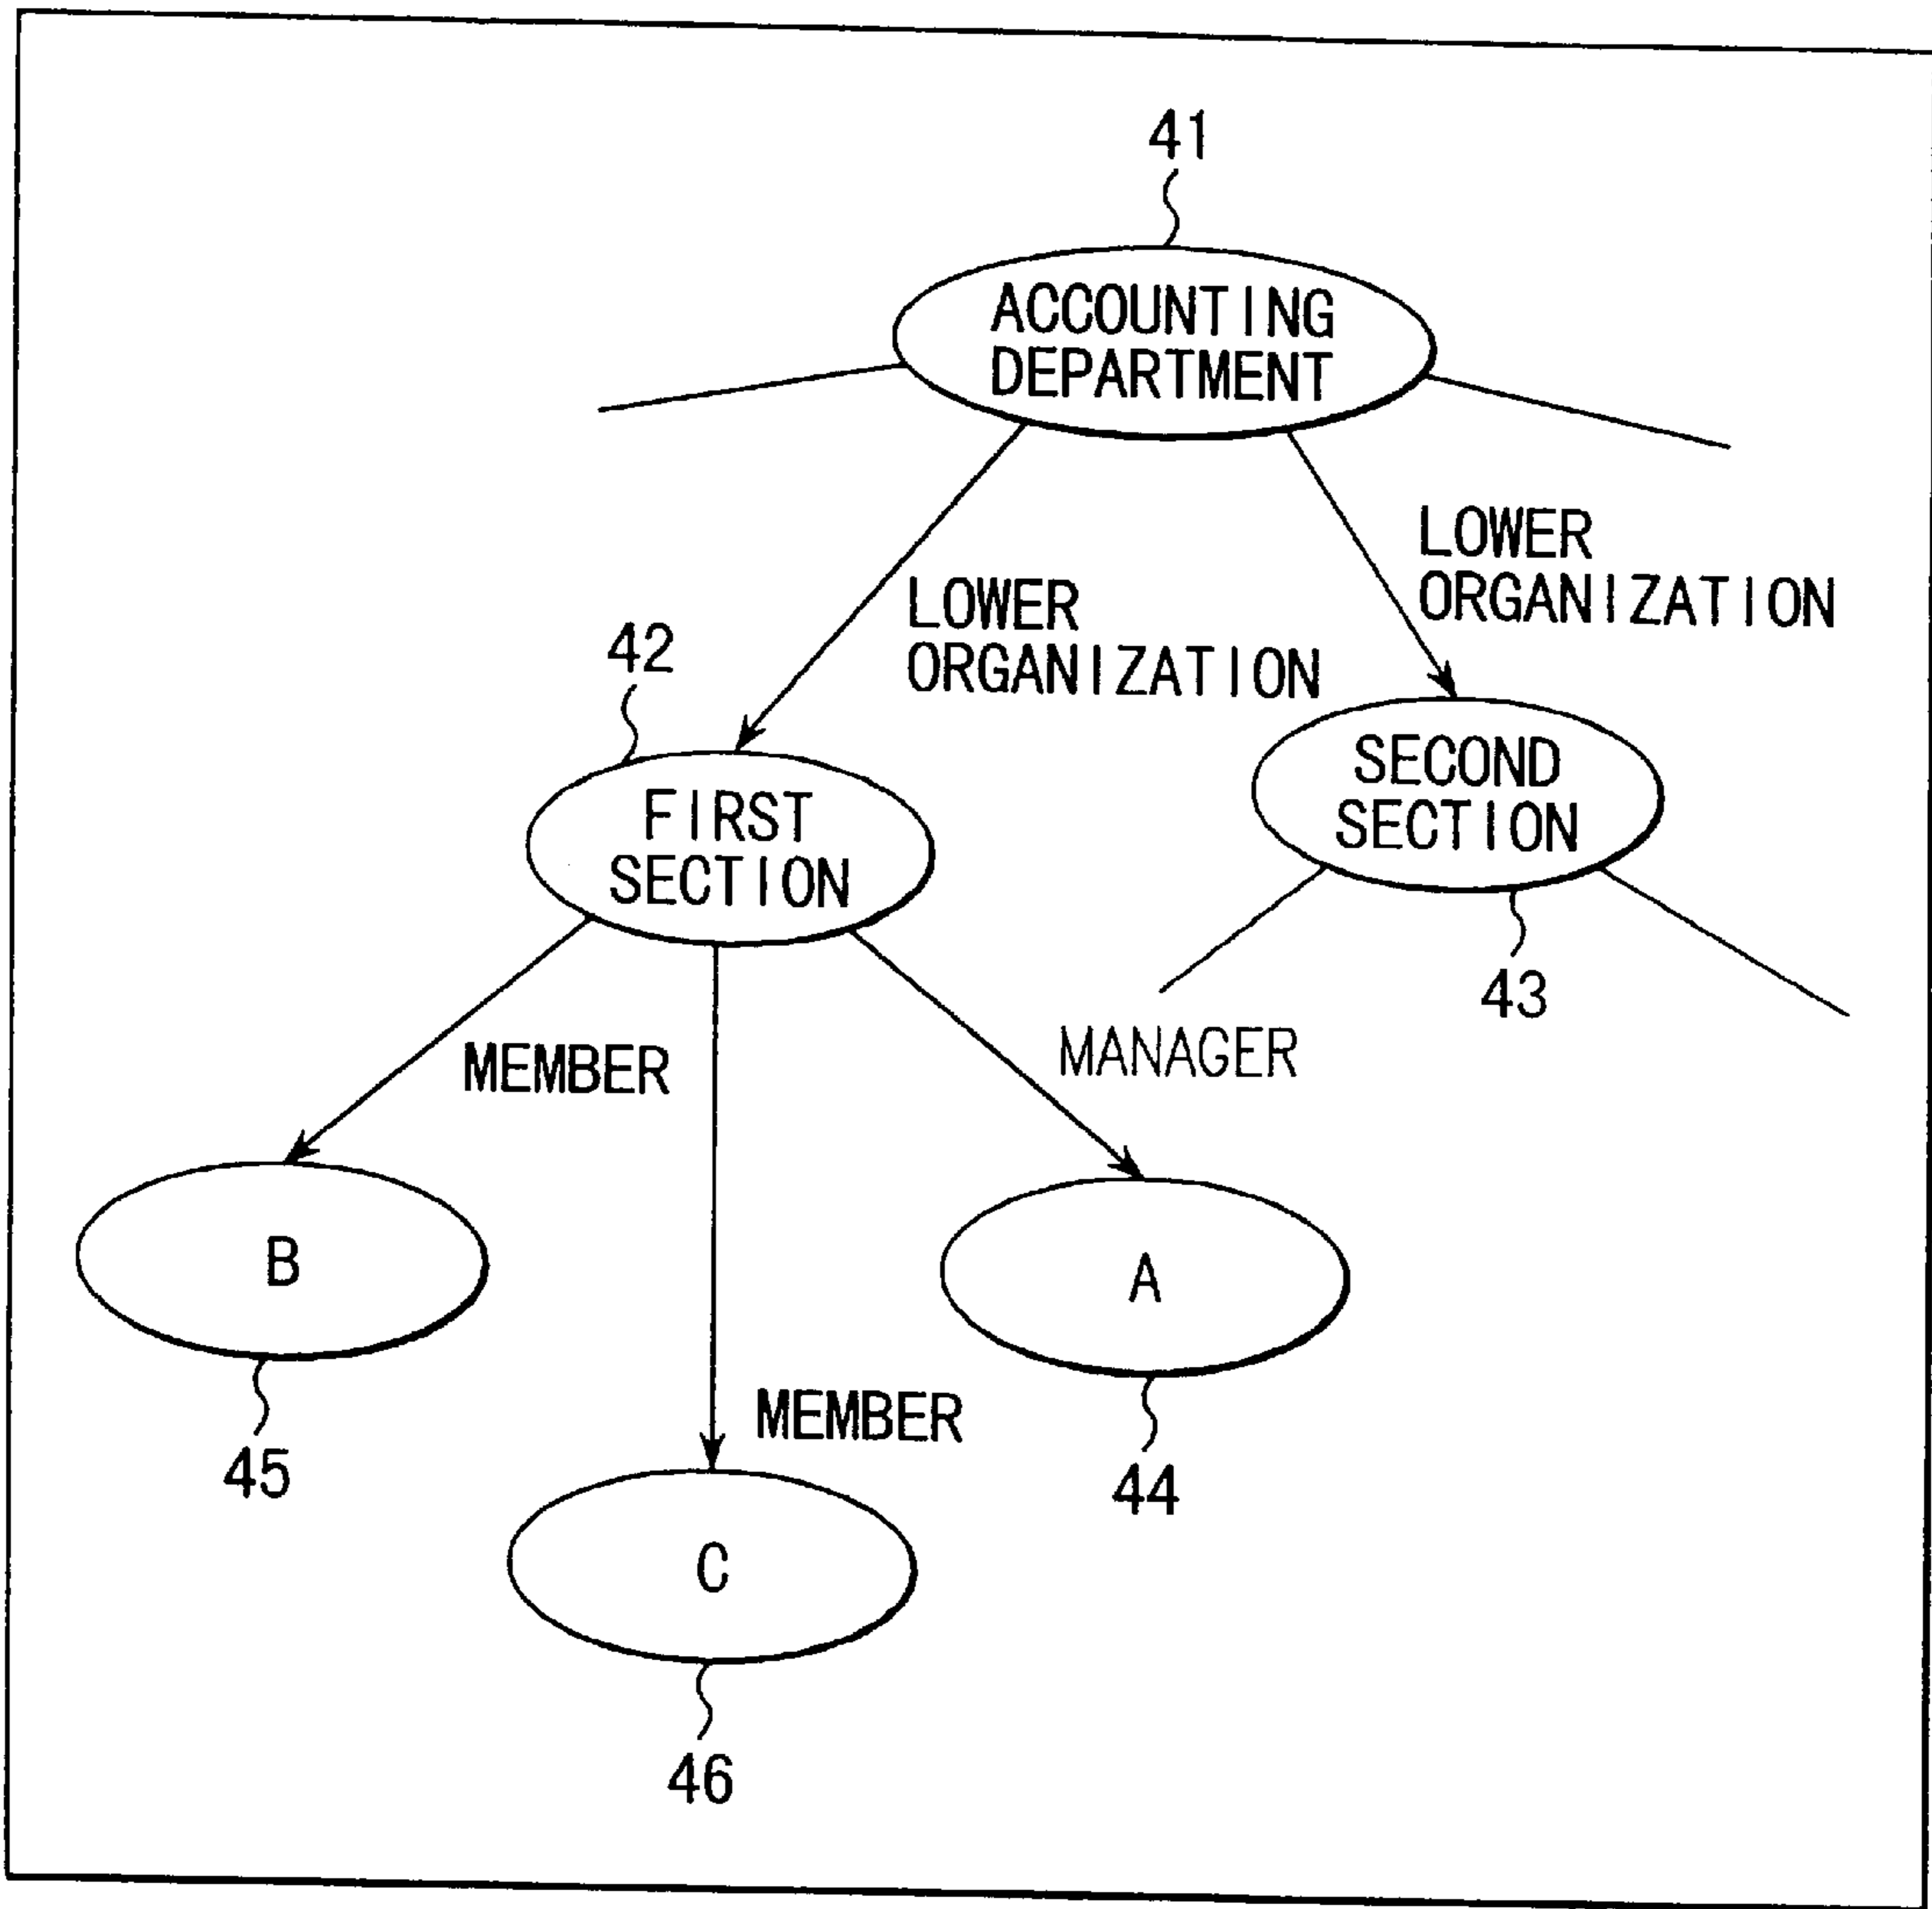 41
ACCOUNTING
DEPARTMENT
LOWER
ORGANIZATION
LOWER
ORGANIZATION
42
FIRST
SECTION
SECOND
SECTION
43
MEMBER
MANAGER
B
A
45
MEMBER
44
C
46